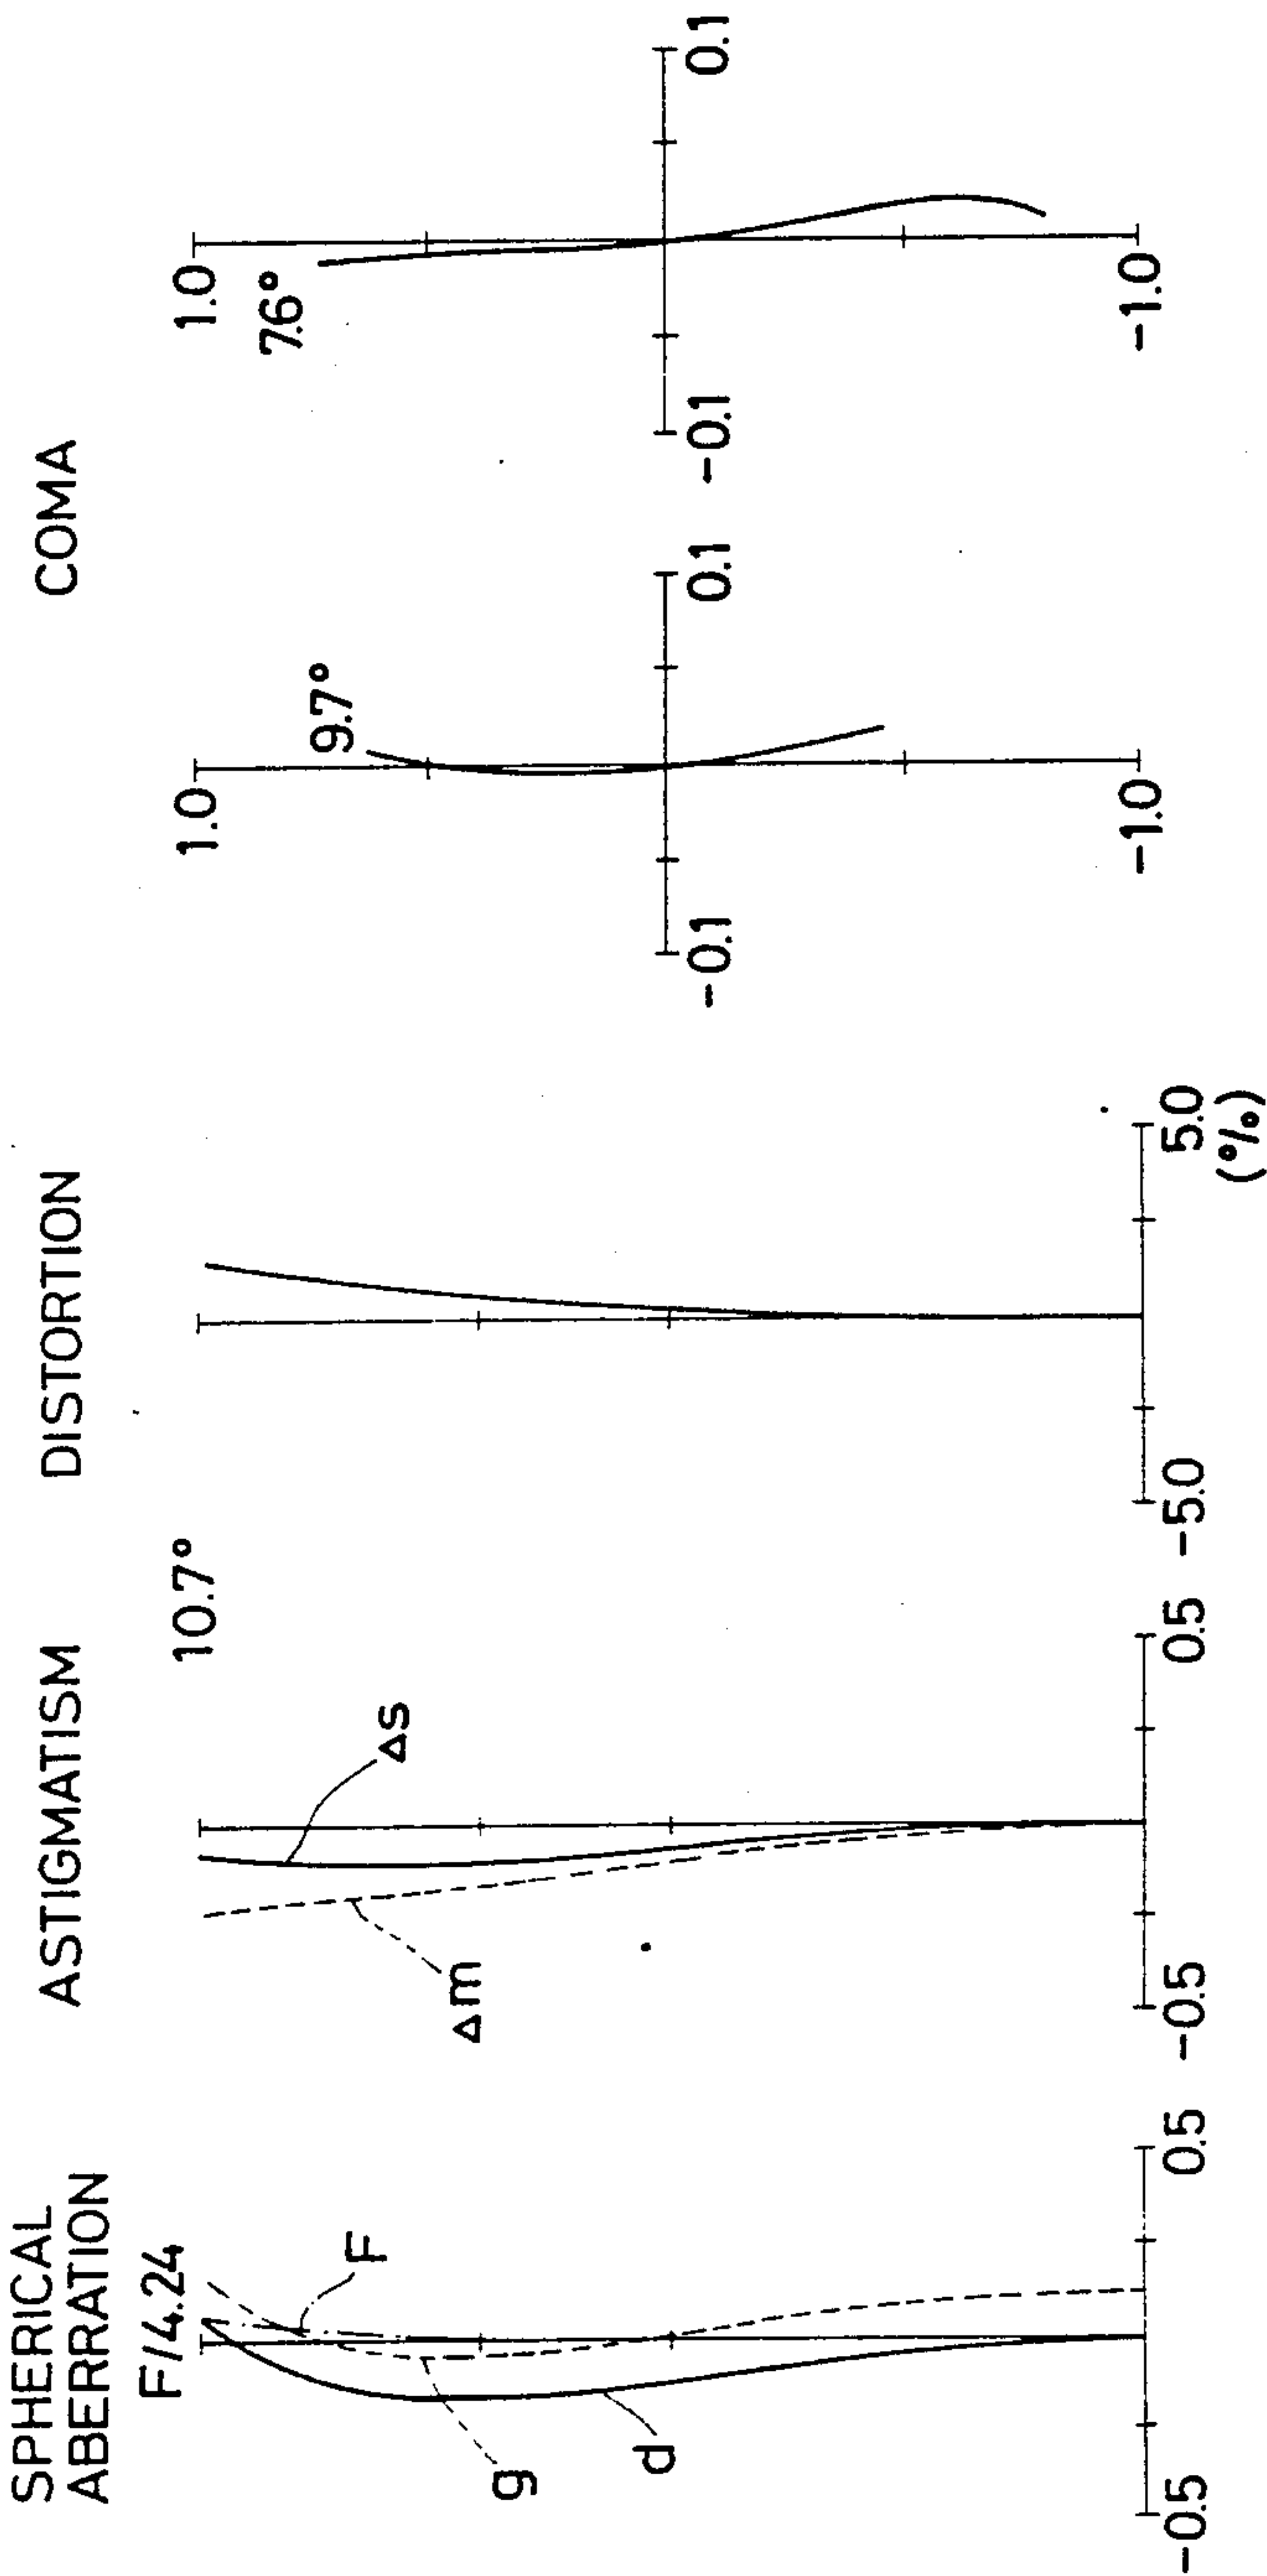 SPHERICAL
ABERRATION
F/4.24
F
g
d
-0.5
0.5
ASTIGMATISM
10.7°
Δs
Δm
-0.5
0.5
DISTORTION
-5.0
5.0
(%)
COMA
1.0
9.7°
-0.1
0.1
-1.0
1.0
7.6°
-0.1
0.1
-1.0